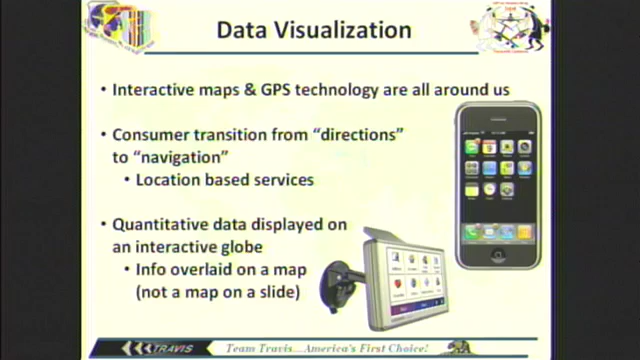 Data Visualization
• Interactive maps & GPS technology are all around us
• Consumer transition from “directions”
to “navigation”
• Location based services
• Quantitative data displayed on
an interactive globe
• Info overlaid on a map
(not a map on a slide)
TRAVIS
Team Travis...America's First Choice!